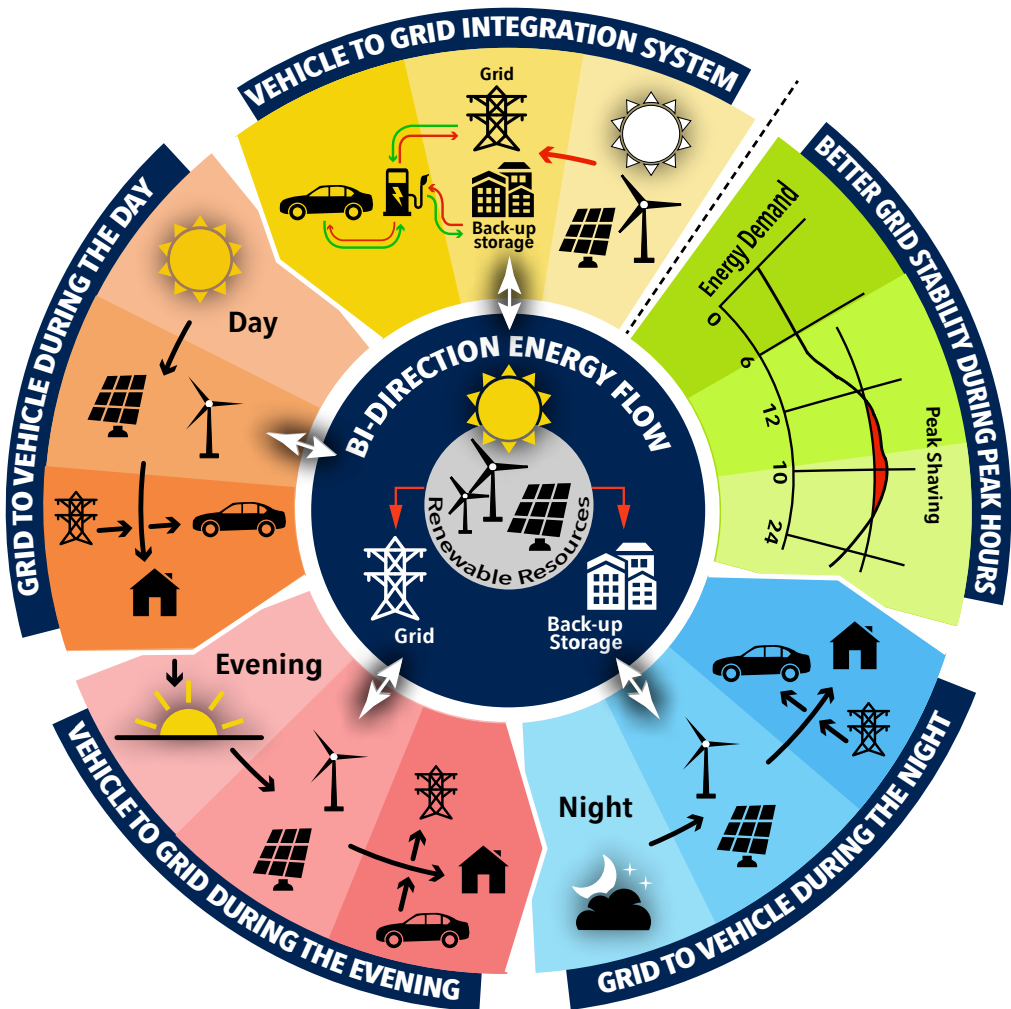 VEHICLE TO GRID INTEGRATION SYSTEM
Grid
Back-up
storage
BETTER GRID STABILITY DURING PEAK HOURS
Energy Demand
0
6
12
10
24
Peak Shaving
GRID TO VEHICLE DURING THE DAY
Day
BI-DIRECTION ENERGY FLOW
Renewable Resources
Grid
Back-up
Storage
Evening
VEHICLE TO GRID DURING THE EVENING
Night
GRID TO VEHICLE DURING THE NIGHT